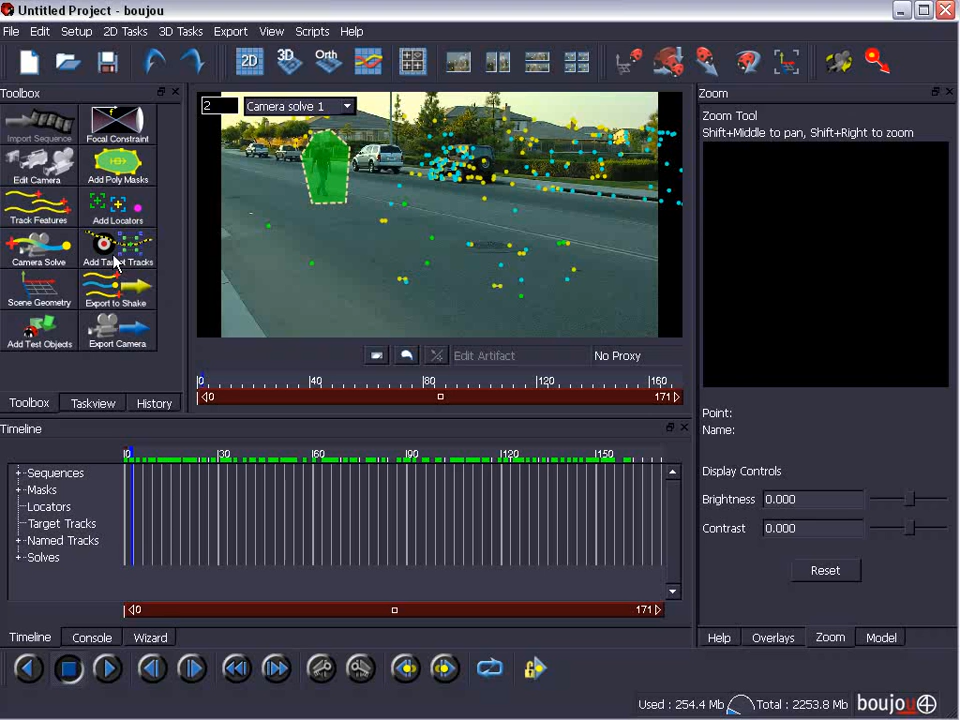 Untitled Project - boujou
File Edit Setup 2D Tasks 3D Tasks Export View Scripts Help
2D 3D Orth
Toolbox
Zoom
2 Camera solve 1
Import Sequence Focal Constraint
Edit Camera Add Poly Masks
Track Features Add Locators
Camera Solve Add Target Tracks
Scene Geometry Export to Shake
Add Test Objects Export Camera
Zoom Tool
Shift+Middle to pan, Shift+Right to zoom
Edit Artifact No Proxy
0 40 80 120 160
0 171
Toolbox Taskview History
Point:
Name:
Timeline
0 30 60 90 120 150
Sequences
Masks
Locators
Target Tracks
Named Tracks
Solves
0 171
Display Controls
Brightness 0.000
Contrast 0.000
Reset
Timeline Console Wizard
Help Overlays Zoom Model
Used : 254.4 Mb Total : 2253.8 Mb boujou4